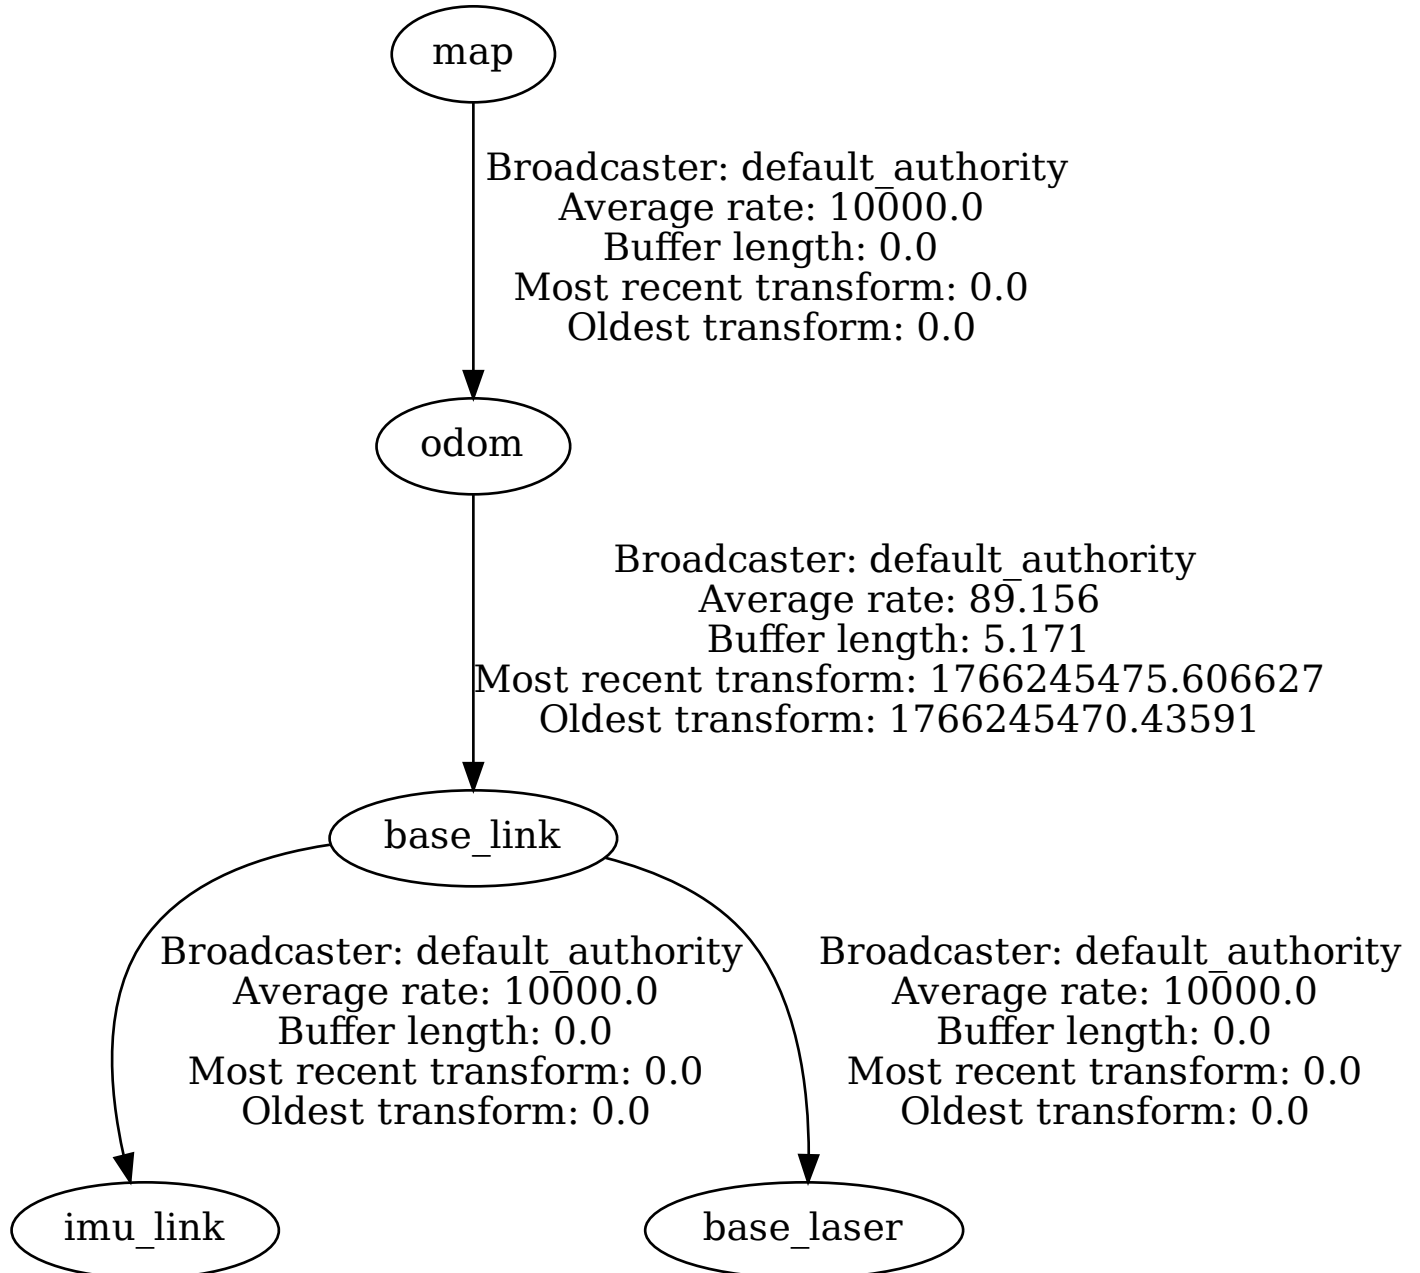 map
Broadcaster: default_authority
Average rate: 10000.0
Buffer length: 0.0
Most recent transform: 0.0
Oldest transform: 0.0
odom
Broadcaster: default_authority
Average rate: 89.156
Buffer length: 5.171
Most recent transform: 1766245475.606627
Oldest transform: 1766245470.43591
base_link
Broadcaster: default_authority
Average rate: 10000.0
Buffer length: 0.0
Most recent transform: 0.0
Oldest transform: 0.0
Broadcaster: default_authority
Average rate: 10000.0
Buffer length: 0.0
Most recent transform: 0.0
Oldest transform: 0.0
imu_link
base_laser